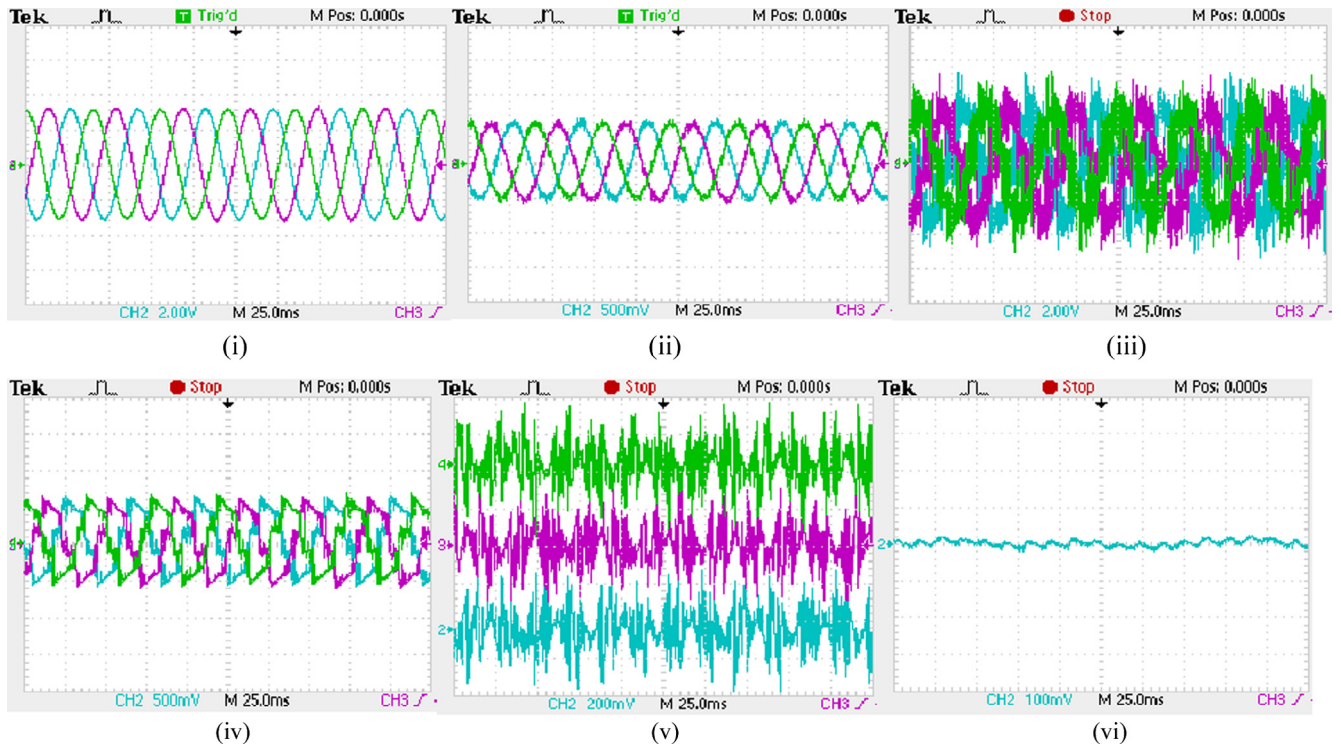 Tek Trig'd M Pos: 0.000s
CH2 2.00V M 25.0ms CH3
(i)
Tek Trig'd M Pos: 0.000s
CH2 500mV M 25.0ms CH3
(ii)
Tek Stop M Pos: 0.000s
CH2 2.00V M 25.0ms CH3
(iii)
Tek Stop M Pos: 0.000s
CH2 500mV M 25.0ms CH3
(iv)
Tek Stop M Pos: 0.000s
4
3
2
CH2 200mV M 25.0ms CH3
(v)
Tek Stop M Pos: 0.000s
2
CH2 100mV M 25.0ms CH3
(vi)